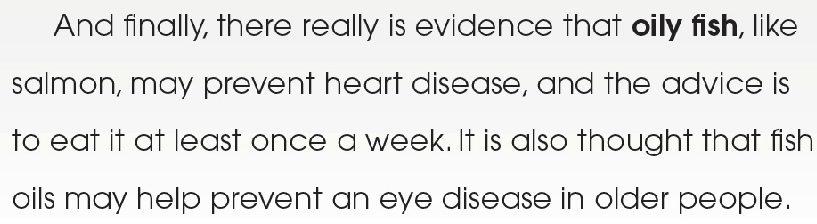 And finally, there really is evidence that oily fish, like
salmon, may prevent heart disease, and the advice is
to eat it at least once a week. It is also thought that fish
oils may help prevent an eye disease in older people.